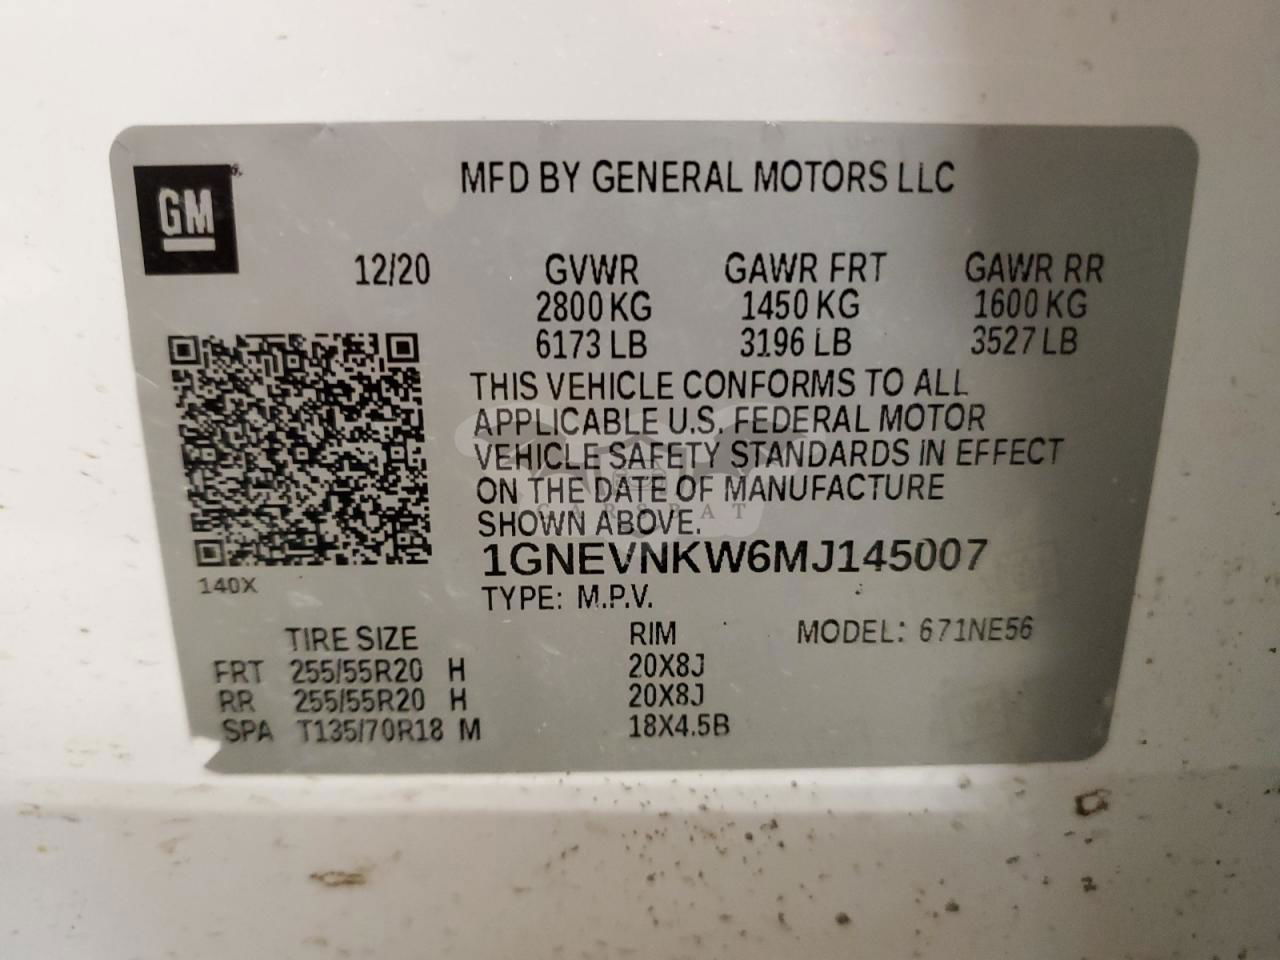 GM
MFD BY GENERAL MOTORS LLC
12/20 GVWR GAWR FRT GAWR RR
2800 KG 1450 KG 1600 KG
6173 LB 3196 LB 3527 LB
THIS VEHICLE CONFORMS TO ALL
APPLICABLE U.S. FEDERAL MOTOR
VEHICLE SAFETY STANDARDS IN EFFECT
ON THE DATE OF MANUFACTURE
CARSBAT
SHOWN ABOVE.
1GNEVNKW6MJ145007
140X
TYPE: M.P.V.
TIRE SIZE RIM MODEL: 671NE56
FRT 255/55R20 H 20X8J
RR 255/55R20 H 20X8J
SPA T135/70R18 M 18X4.5B